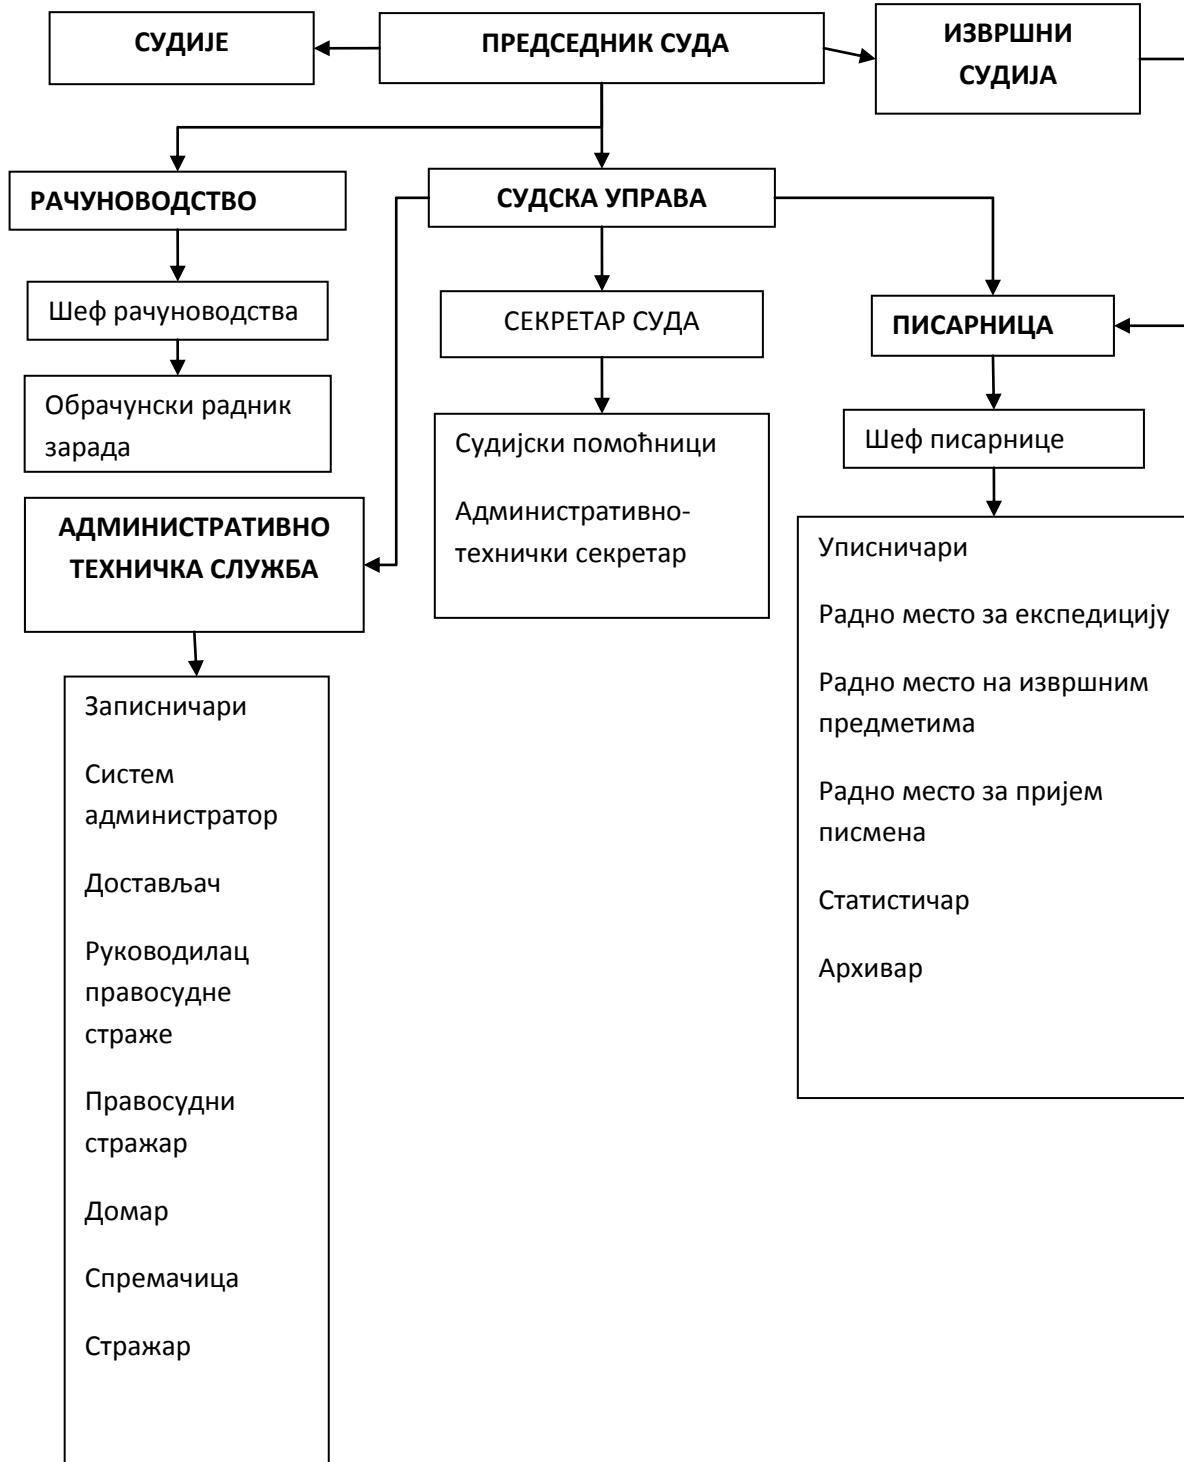 СУДИЈЕ
ПРЕДСЕДНИК СУДА
ИЗВРШНИ
СУДИЈА
РАЧУНОВОДСТВО
СУДСКА УПРАВА
Шеф рачуноводства
СЕКРЕТАР СУДА
ПИСАРНИЦА
Обрачунски радник
зарада
Судијски помоћници
Административно-
технички секретар
Шеф писарнице
АДМИНИСТРАТИВНО
ТЕХНИЧКА СЛУЖБА
Уписничари
Радно место за експедицију
Радно место на извршним
предметима
Радно место за пријем
писмена
Статистичар
Архивар
Записничари
Систем
администратор
Достављач
Руководилац
правосудне
страже
Правосудни
стражар
Домар
Спремачица
Стражар